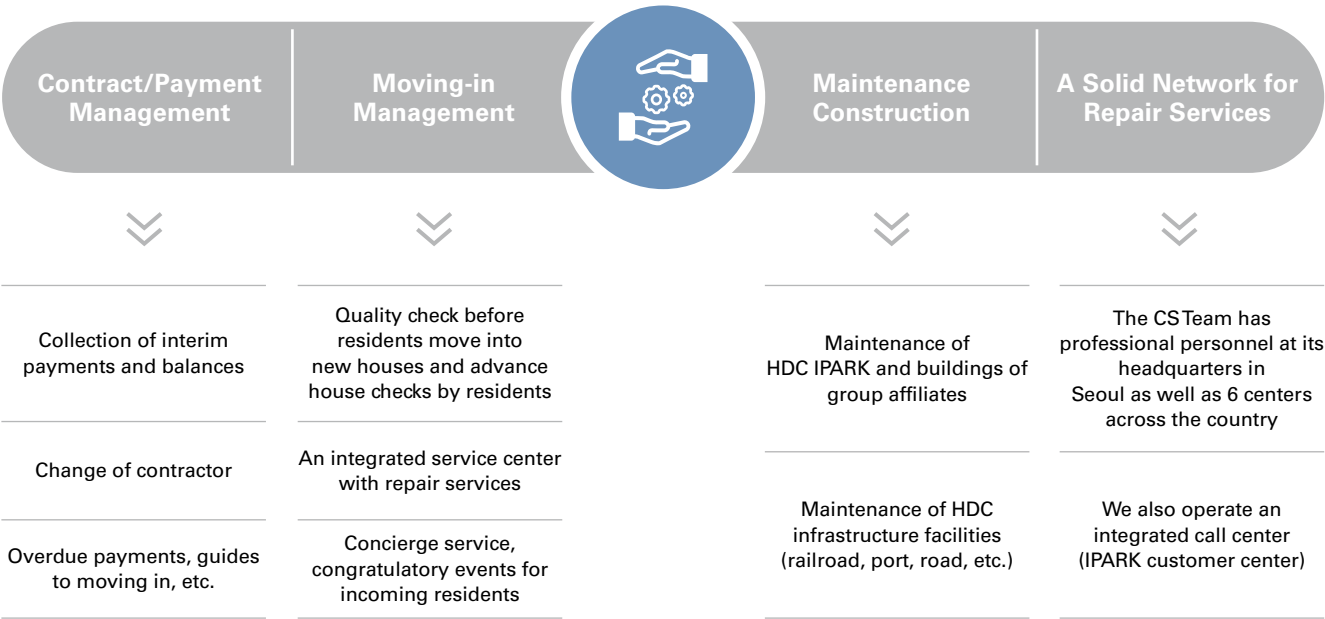 Contract/Payment
Management
Moving-in
Management
Maintenance
Construction
A Solid Network for
Repair Services
Collection of interim
payments and balances
Change of contractor
Overdue payments, guides
to moving in, etc.
Quality check before
residents move into
new houses and advance
house checks by residents
An integrated service center
with repair services
Concierge service,
congratulatory events for
incoming residents
Maintenance of
HDC IPARK and buildings of
group affiliates
Maintenance of HDC
infrastructure facilities
(railroad, port, road, etc.)
The CS Team has
professional personnel at its
headquarters in
Seoul as well as 6 centers
across the country
We also operate an
integrated call center
(IPARK customer center)